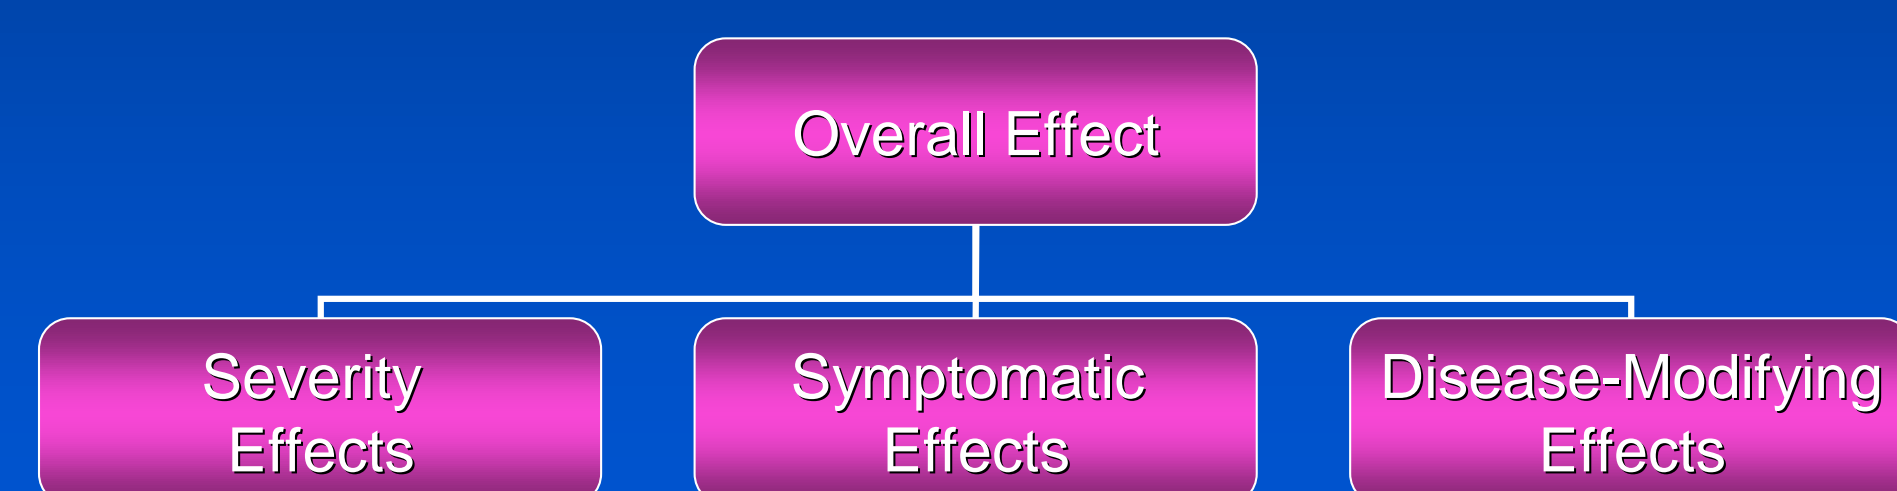 Overall Effect
Severity
Effects
Symptomatic
Effects
Disease-Modifying
Effects